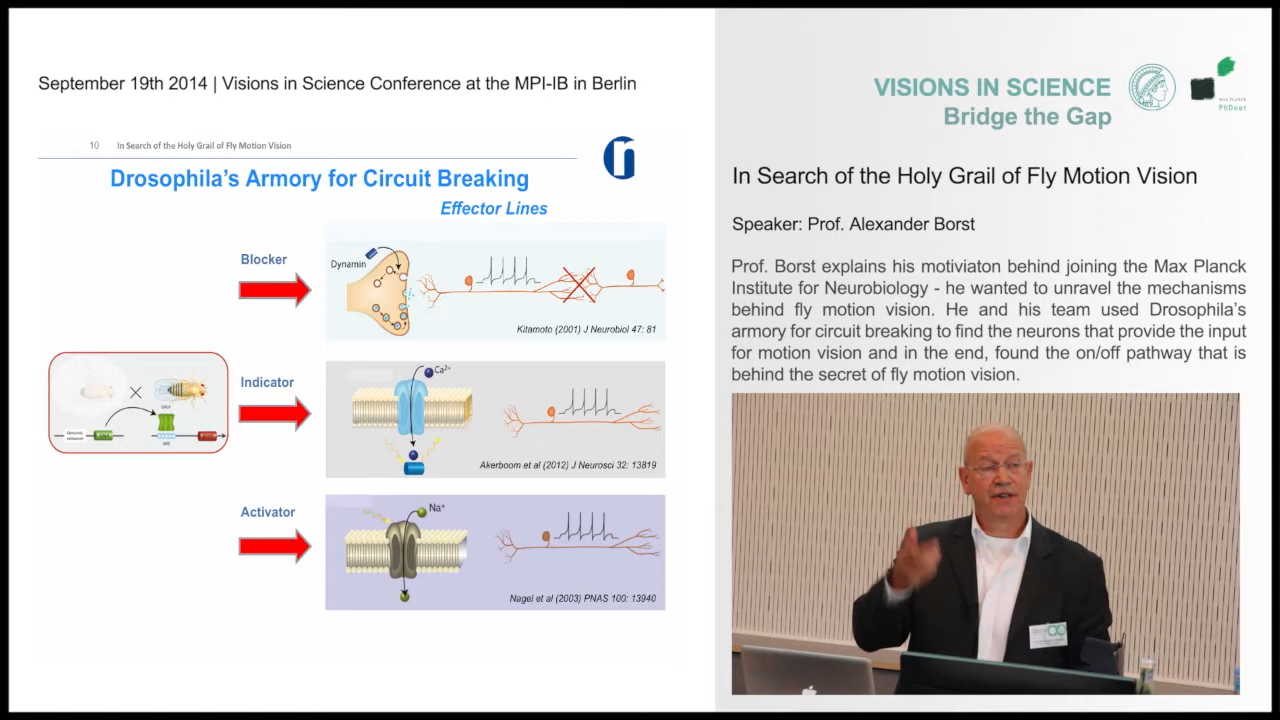 September 19th 2014 | Visions in Science Conference at the MPI-IB in Berlin
10 In Search of the Holy Grail of Fly Motion Vision
Drosophila's Armory for Circuit Breaking
Effector Lines
Blocker
Dynamin
Kitamoto (2001) J Neurobiol 47: 81
Indicator
Ca²⁺
Akerboom et al (2012) J Neurosci 32: 13819
Genomic
enhancer
GAL4
UAS
Activator
Na⁺
Nagel et al (2003) PNAS 100: 13940
VISIONS IN SCIENCE
Bridge the Gap
MAX PLANCK
PhDnet
In Search of the Holy Grail of Fly Motion Vision
Speaker: Prof. Alexander Borst
Prof. Borst explains his motiviaton behind joining the Max Planck
Institute for Neurobiology - he wanted to unravel the mechanisms
behind fly motion vision. He and his team used Drosophila's
armory for circuit breaking to find the neurons that provide the input
for motion vision and in the end, found the on/off pathway that is
behind the secret of fly motion vision.